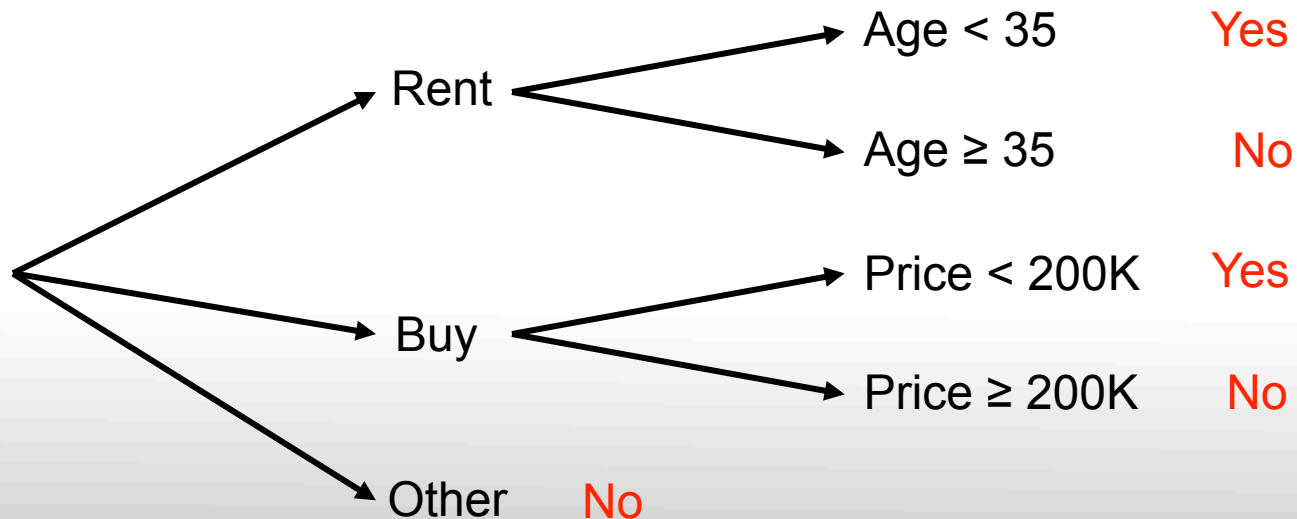 Age < 35 Yes
Rent
Age ≥ 35 No
Price < 200K Yes
Buy
Price ≥ 200K No
Other No